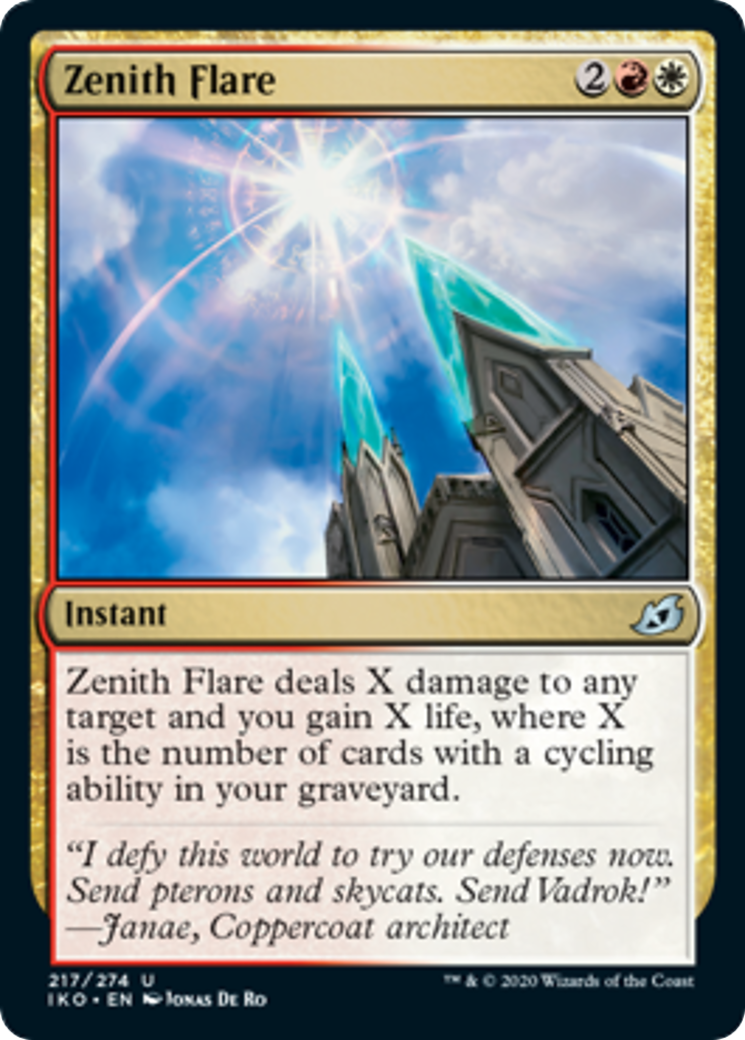 Zenith Flare 2
Instant
Zenith Flare deals X damage to any
target and you gain X life, where X
is the number of cards with a cycling
ability in your graveyard.
“I defy this world to try our defenses now.
Send pterons and skycats. Send Vadrok!”
—Janae, Coppercoat architect
217/274 U
™ & © 2020 Wizards of the Coast
IKO • EN Jonas De Ro